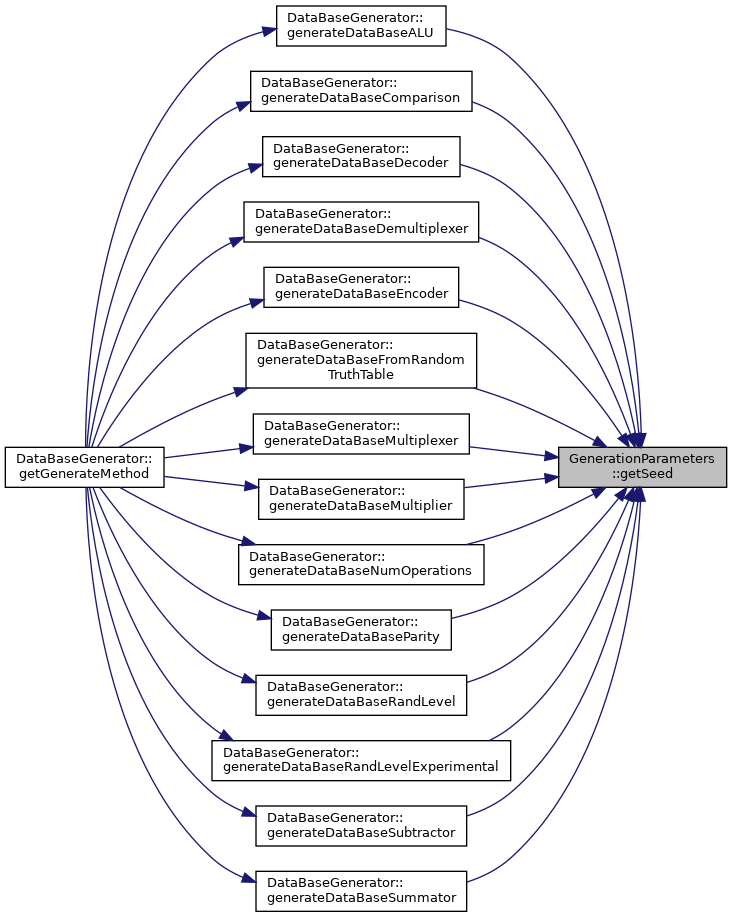 DataBaseGenerator::
generateDataBaseALU
DataBaseGenerator::
generateDataBaseComparison
DataBaseGenerator::
generateDataBaseDecoder
DataBaseGenerator::
generateDataBaseDemultiplexer
DataBaseGenerator::
generateDataBaseEncoder
DataBaseGenerator::
generateDataBaseFromRandom
TruthTable
DataBaseGenerator::
generateDataBaseMultiplexer
DataBaseGenerator::
getGenerateMethod
GenerationParameters
::getSeed
DataBaseGenerator::
generateDataBaseMultiplier
DataBaseGenerator::
generateDataBaseNumOperations
DataBaseGenerator::
generateDataBaseParity
DataBaseGenerator::
generateDataBaseRandLevel
DataBaseGenerator::
generateDataBaseRandLevelExperimental
DataBaseGenerator::
generateDataBaseSubtractor
DataBaseGenerator::
generateDataBaseSummator